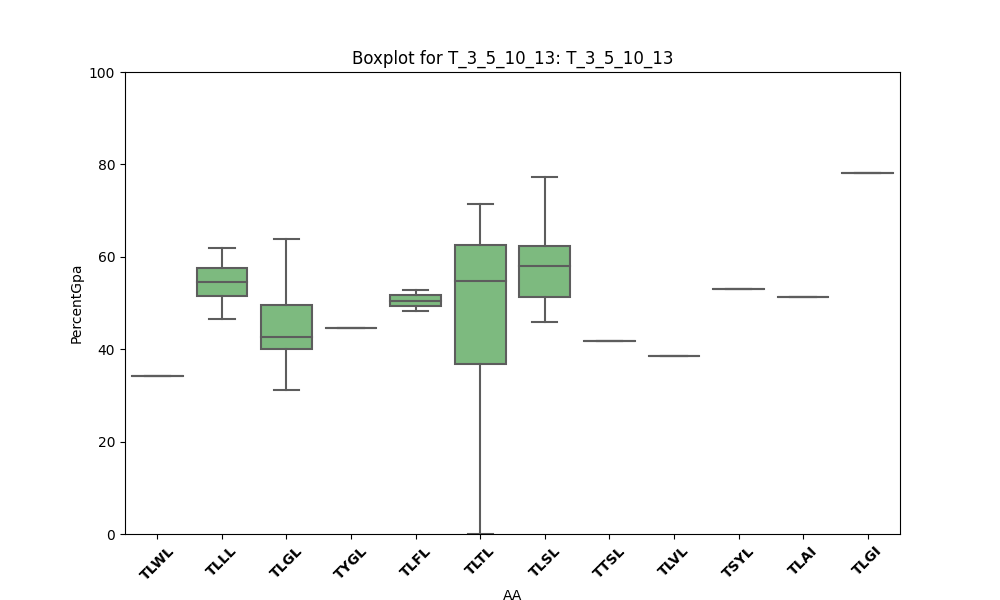 Boxplot for T_3_5_10_13: T_3_5_10_13
100
80
60
40
20
0
PercentGpa
TLWL
TLLL
TLGL
TYGL
TLFL
TLTL
TLSL
TTSL
TLVL
TSYL
TLAI
TLGI
AA